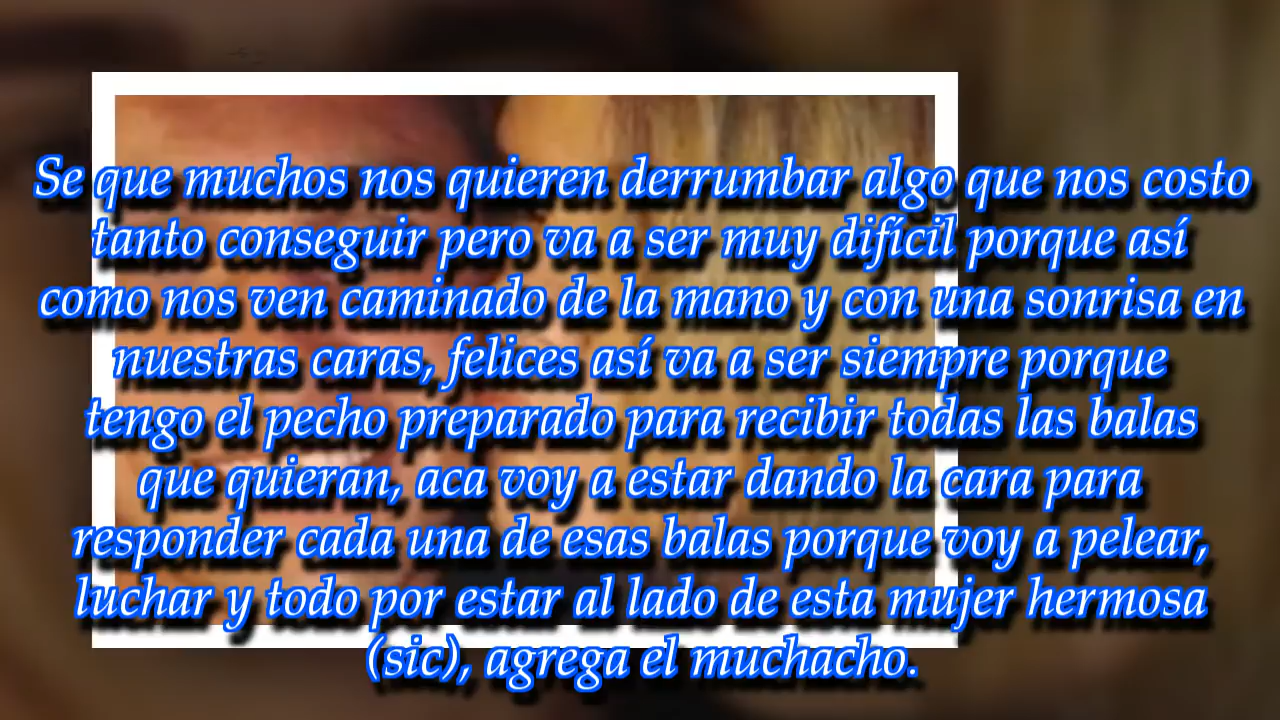 Se que muchos nos quieren derrumbar algo que nos costo
tanto conseguir pero va a ser muy difícil porque así
como nos ven caminado de la mano y con una sonrisa en
nuestras caras, felices así va a ser siempre porque
tengo el pecho preparado para recibir todas las balas
que quieran, aca voy a estar dando la cara para
responder cada una de esas balas porque voy a pelear,
luchar y todo por estar al lado de esta mujer hermosa
(sic), agrega el muchacho.